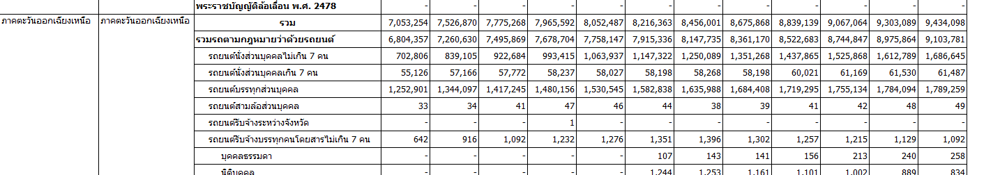 พระราชบัญญัติล้อเลื่อน พ.ศ. 2478 - - - - - - - - - - - -
ภาคตะวันออกเฉียงเหนือ ภาคตะวันออกเฉียงเหนือ รวม 7,053,254 7,526,870 7,775,268 7,965,592 8,052,487 8,216,363 8,456,001 8,675,868 8,839,139 9,067,064 9,303,089 9,434,098
รวมรถตามกฎหมายว่าด้วยรถยนต์ 6,804,357 7,260,630 7,495,869 7,678,704 7,758,147 7,915,336 8,147,735 8,361,170 8,522,683 8,744,847 8,975,864 9,103,781
รถยนต์นั่งส่วนบุคคลไม่เกิน 7 คน 702,806 839,105 922,684 993,415 1,063,937 1,147,322 1,250,089 1,351,268 1,437,865 1,525,868 1,612,789 1,686,645
รถยนต์นั่งส่วนบุคคลเกิน 7 คน 55,126 57,166 57,772 58,237 58,027 58,198 58,268 58,198 60,021 61,169 61,530 61,487
รถยนต์บรรทุกส่วนบุคคล 1,252,901 1,344,097 1,417,245 1,480,156 1,530,545 1,582,838 1,635,988 1,684,408 1,719,295 1,755,134 1,784,094 1,789,259
รถยนต์สามล้อส่วนบุคคล 33 34 41 47 46 44 38 39 41 42 48 49
รถยนต์รับจ้างระหว่างจังหวัด - - - 1 - - - - - - - -
รถยนต์รับจ้างบรรทุกคนโดยสารไม่เกิน 7 คน 642 916 1,092 1,232 1,276 1,351 1,396 1,302 1,257 1,215 1,129 1,092
บุคคลธรรมดา - - - - - 107 143 141 156 213 240 258
นิติบุคคล - - - - - 1,244 1,253 1,161 1,101 1,002 889 834